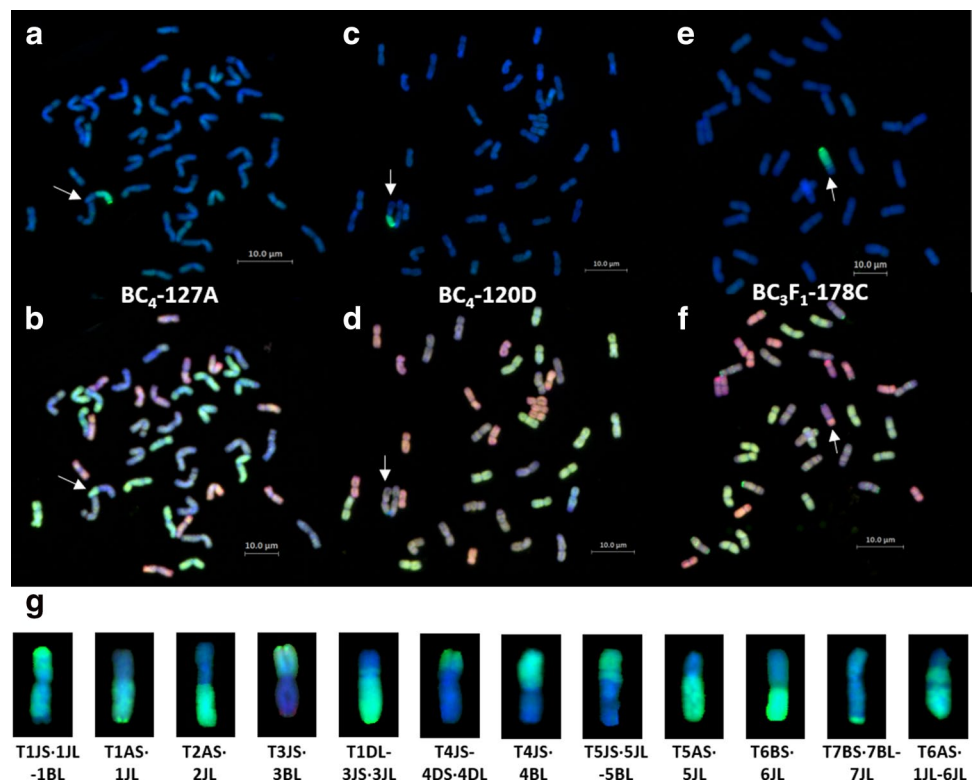 a
c
e
10.0 µm
10.0 µm
10.0 µm
BC₄-127A
BC₄-120D
BC₃F₁-178C
b
d
f
10.0 µm
10.0 µm
10.0 µm
g
T1JS·1JL
-1BL
T1AS·
1JL
T2AS·
2JL
T3JS·
3BL
T1DL-
3JS·3JL
T4JS-
4DS·4DL
T4JS·
4BL
T5JS·5JL
-5BL
T5AS·
5JL
T6BS·
6JL
T7BS·7BL-
7JL
T6AS·
1JL-6JL